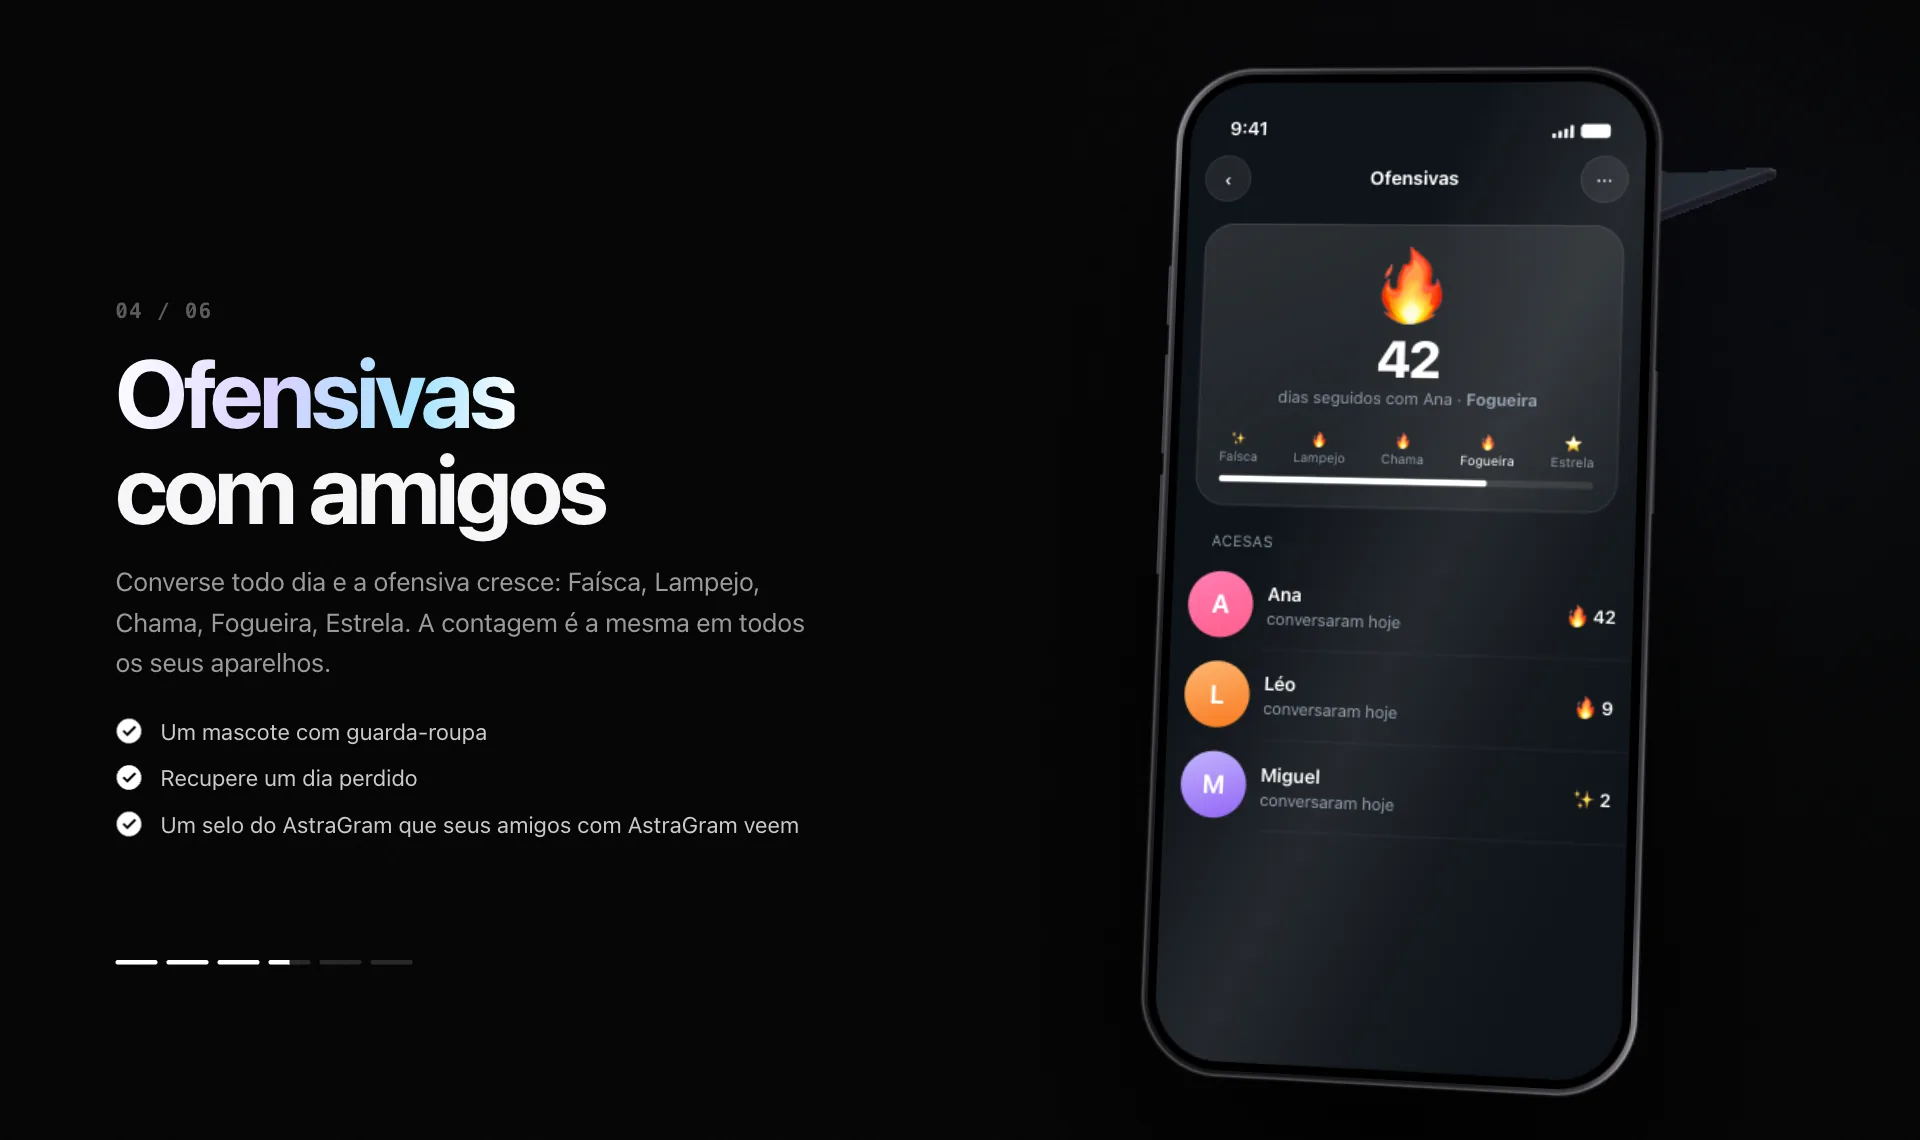 04 / 06
Ofensivas
com amigos
Converse todo dia e a ofensiva cresce: Faísca, Lampejo,
Chama, Fogueira, Estrela. A contagem é a mesma em todos
os seus aparelhos.
Um mascote com guarda-roupa
Recupere um dia perdido
Um selo do AstraGram que seus amigos com AstraGram veem
9:41
Ofensivas
42
dias seguidos com Ana · Fogueira
Faísca Lampejo Chama Fogueira Estrela
ACESAS
A
Ana
conversaram hoje
42
L
Léo
conversaram hoje
9
M
Miguel
conversaram hoje
2